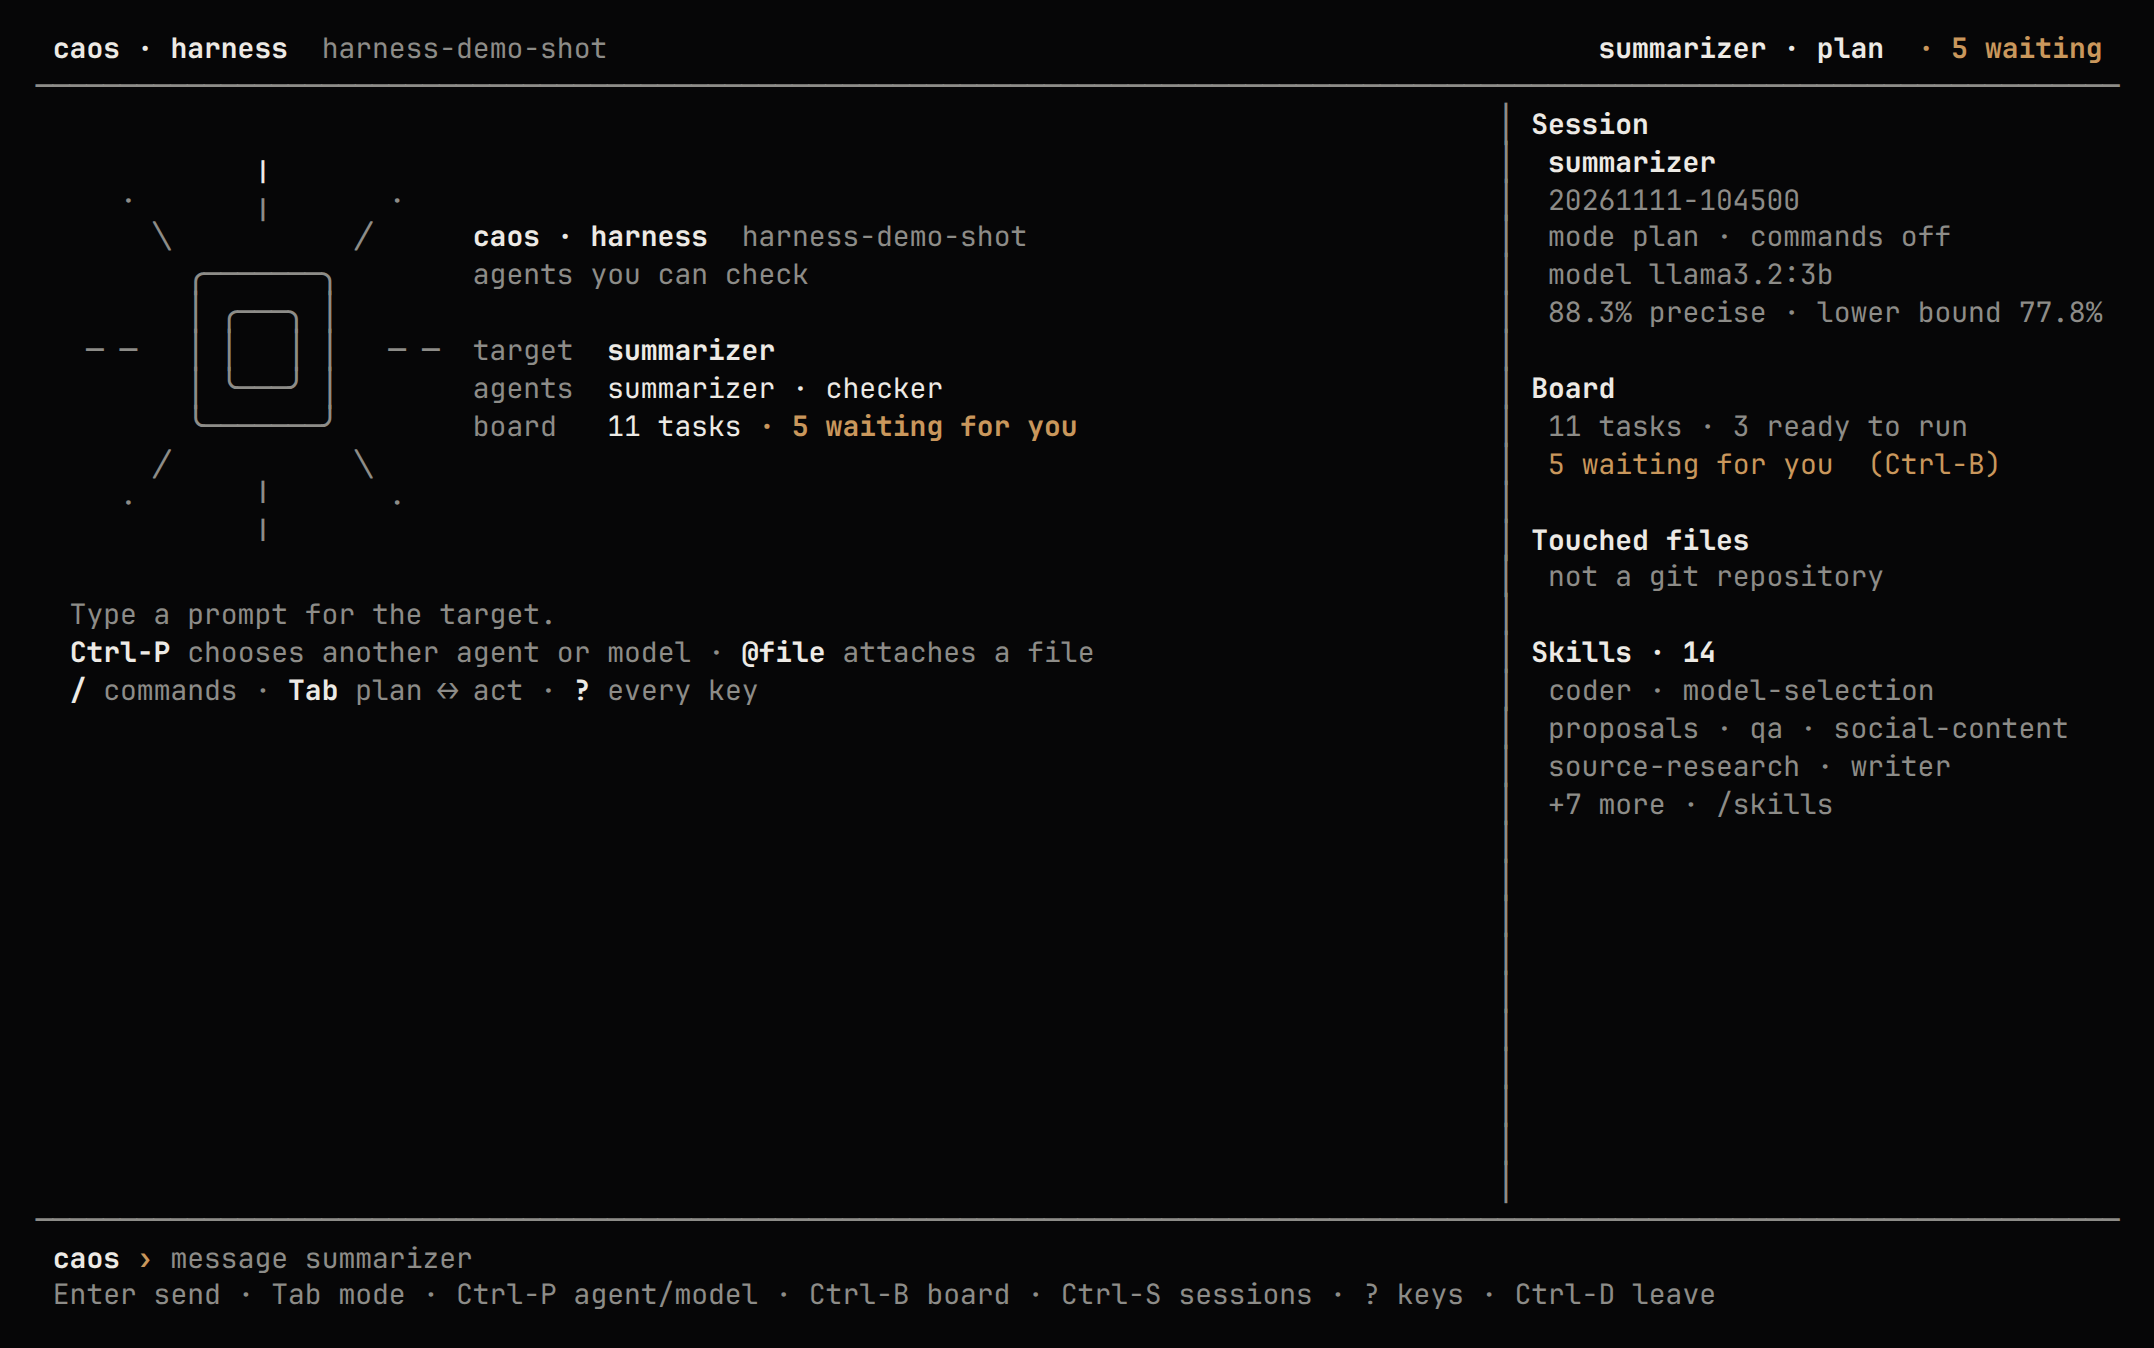 caos · harness  harness-demo-shot
summarizer · plan  · 5 waiting
caos · harness  harness-demo-shot
agents you can check
target  summarizer
agents  summarizer · checker
board   11 tasks · 5 waiting for you
Type a prompt for the target.
Ctrl-P chooses another agent or model · @file attaches a file
/ commands · Tab plan ↔ act · ? every key
Session
summarizer
20261111-104500
mode plan · commands off
model llama3.2:3b
88.3% precise · lower bound 77.8%
Board
11 tasks · 3 ready to run
5 waiting for you  (Ctrl-B)
Touched files
not a git repository
Skills · 14
coder · model-selection
proposals · qa · social-content
source-research · writer
+7 more · /skills
caos › message summarizer
Enter send · Tab mode · Ctrl-P agent/model · Ctrl-B board · Ctrl-S sessions · ? keys · Ctrl-D leave